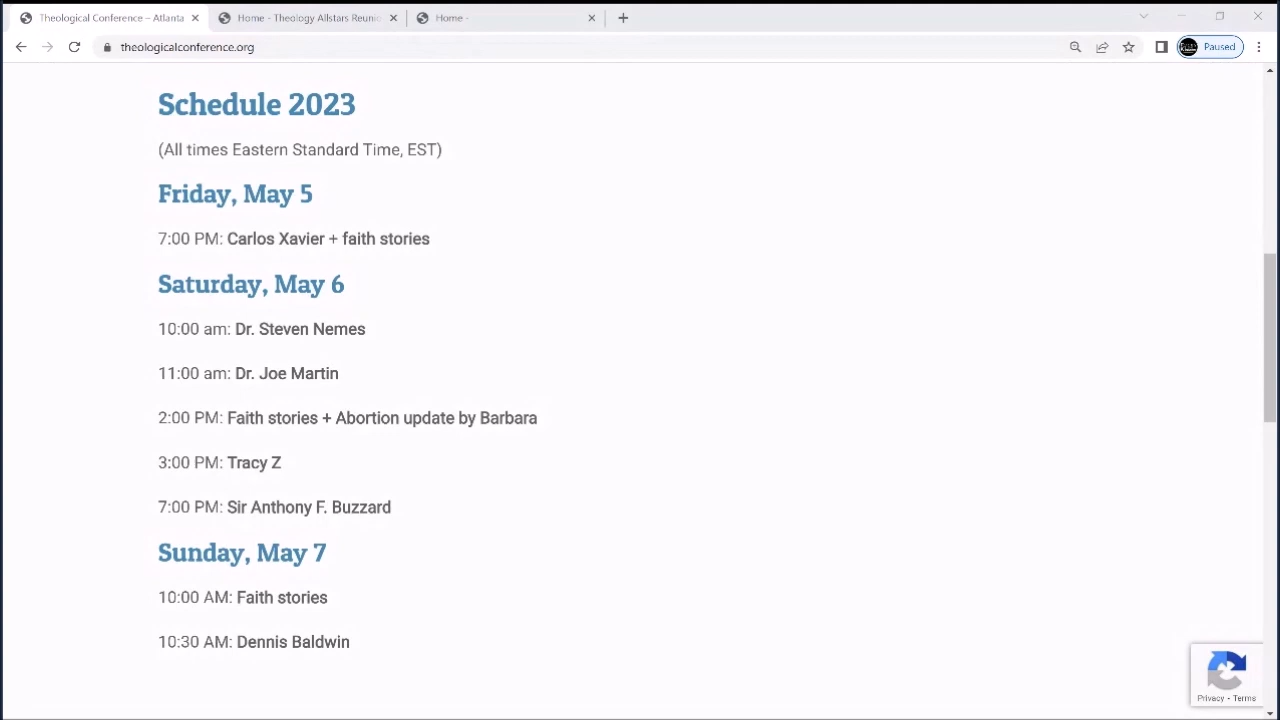 Theological Conference – Atlanta
Home - Theology Allstars Reunio
Home -
theologicalconference.org
Paused
Schedule 2023
(All times Eastern Standard Time, EST)
Friday, May 5
7:00 PM: Carlos Xavier + faith stories
Saturday, May 6
10:00 am: Dr. Steven Nemes
11:00 am: Dr. Joe Martin
2:00 PM: Faith stories + Abortion update by Barbara
3:00 PM: Tracy Z
7:00 PM: Sir Anthony F. Buzzard
Sunday, May 7
10:00 AM: Faith stories
10:30 AM: Dennis Baldwin
Privacy - Terms